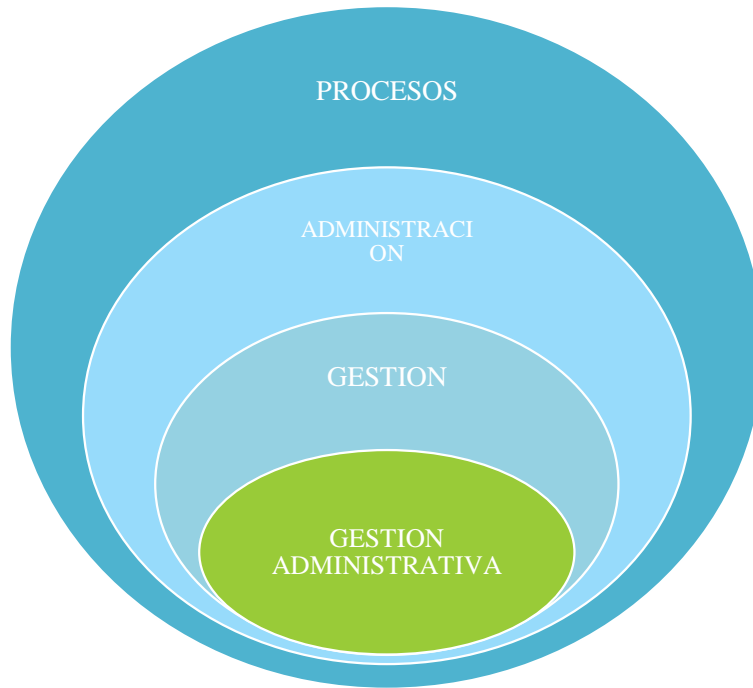 PROCESOS
ADMINISTRACI
ON
GESTION
GESTION
ADMINISTRATIVA